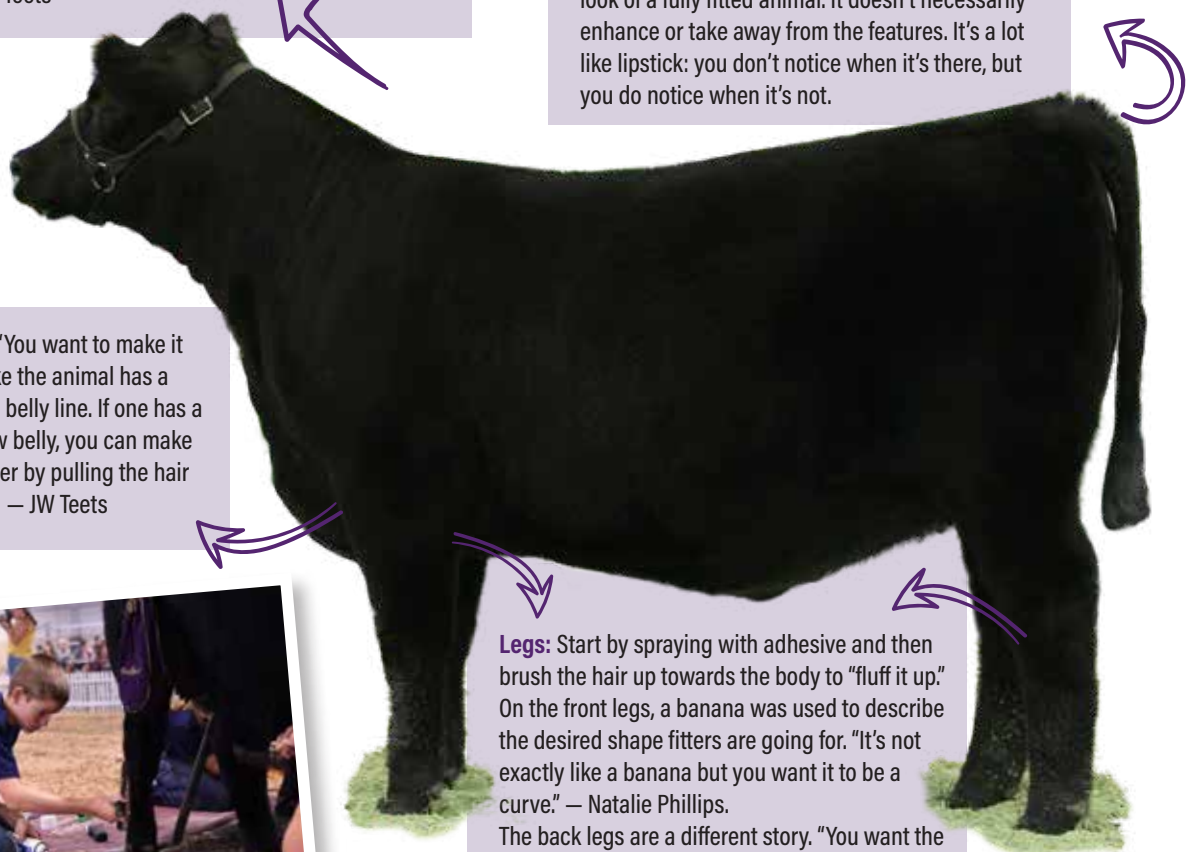 look of a fully fitted animal. It doesn't necessarily
enhance or take away from the features. It's a lot
like lipstick: you don't notice when it's there, but
you do notice when it's not.
"You want to make it
the animal has a
belly line. If one has a
belly, you can make
by pulling the hair
— JW Teets
Legs: Start by spraying with adhesive and then
brush the hair up towards the body to "fluff it up."
On the front legs, a banana was used to describe
the desired shape fitters are going for. "It's not
exactly like a banana but you want it to be a
curve." — Natalie Phillips.
The back legs are a different story. "You want the